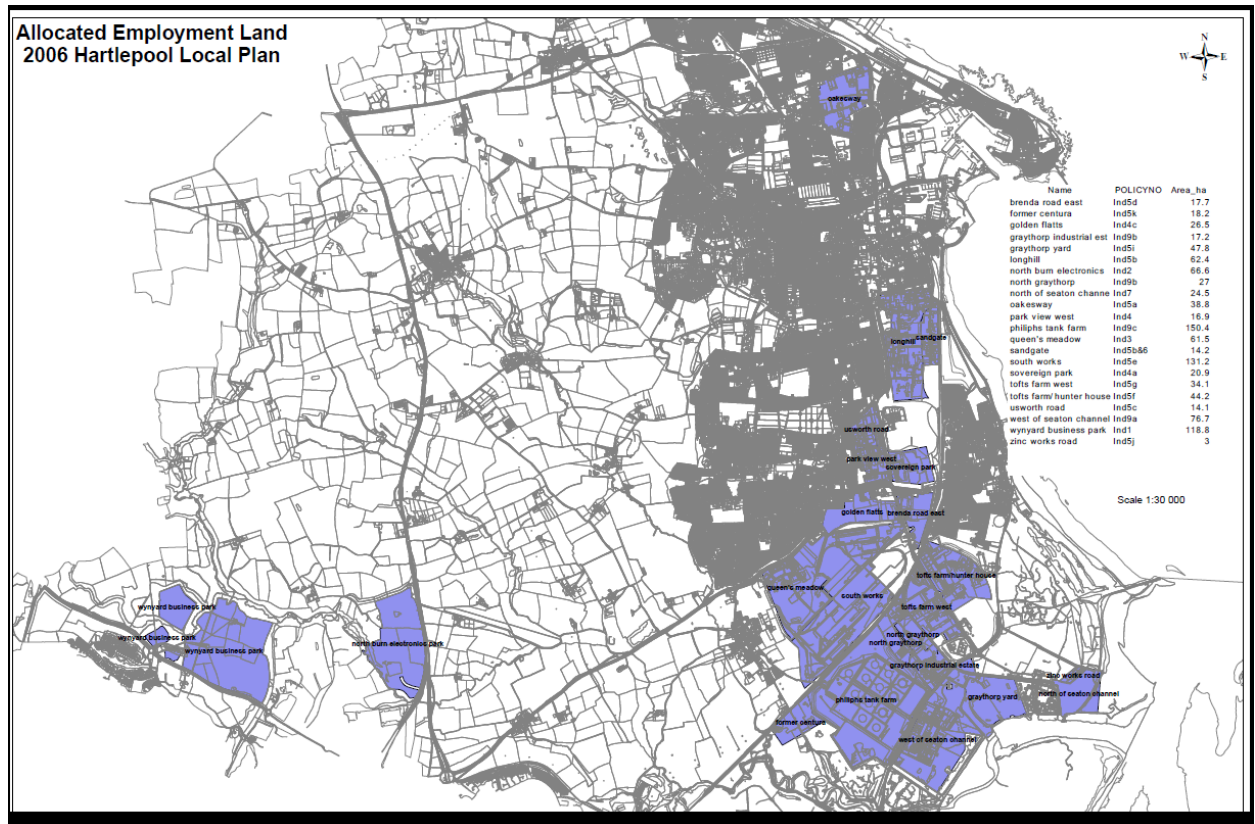 Allocated Employment Land
2006 Hartlepool Local Plan
N
W E
S
oakesway
Name POLICYNO Area_ha
brenda road east Ind5d 17.7
former centura Ind5k 18.2
golden flatts Ind4c 26.5
graythorp industrial est Ind9b 17.2
graythorp yard Ind5i 47.8
longhill Ind5b 62.4
north burn electronics Ind2 66.6
north graythorp Ind9b 27
north of seaton channe Ind7 24.5
oakesway Ind5a 38.8
park view west Ind4 16.9
philiphs tank farm Ind9c 150.4
queen's meadow Ind3 61.5
sandgate Ind5b&6 14.2
south works Ind5e 131.2
sovereign park Ind4a 20.9
tofts farm west Ind5g 34.1
tofts farm/ hunter house Ind5f 44.2
usworth road Ind5c 14.1
west of seaton channel Ind9a 76.7
wynyard business park Ind1 118.8
zinc works road Ind5j 3
sandgate
longhill
usworth road
park view west
sovereign park
Scale 1:30 000
golden flatts
brenda road east
tofts farm/hunter house
queen's meadow
south works
tofts farm west
wynyard business park
north graythorp
wynyard business park
north burn electronics park
north graythorp
wynyard business park
graythorp industrial estate
zinc works road
north of seaton channel
graythorp yard
philiphs tank farm
former centure
west of seaton channel